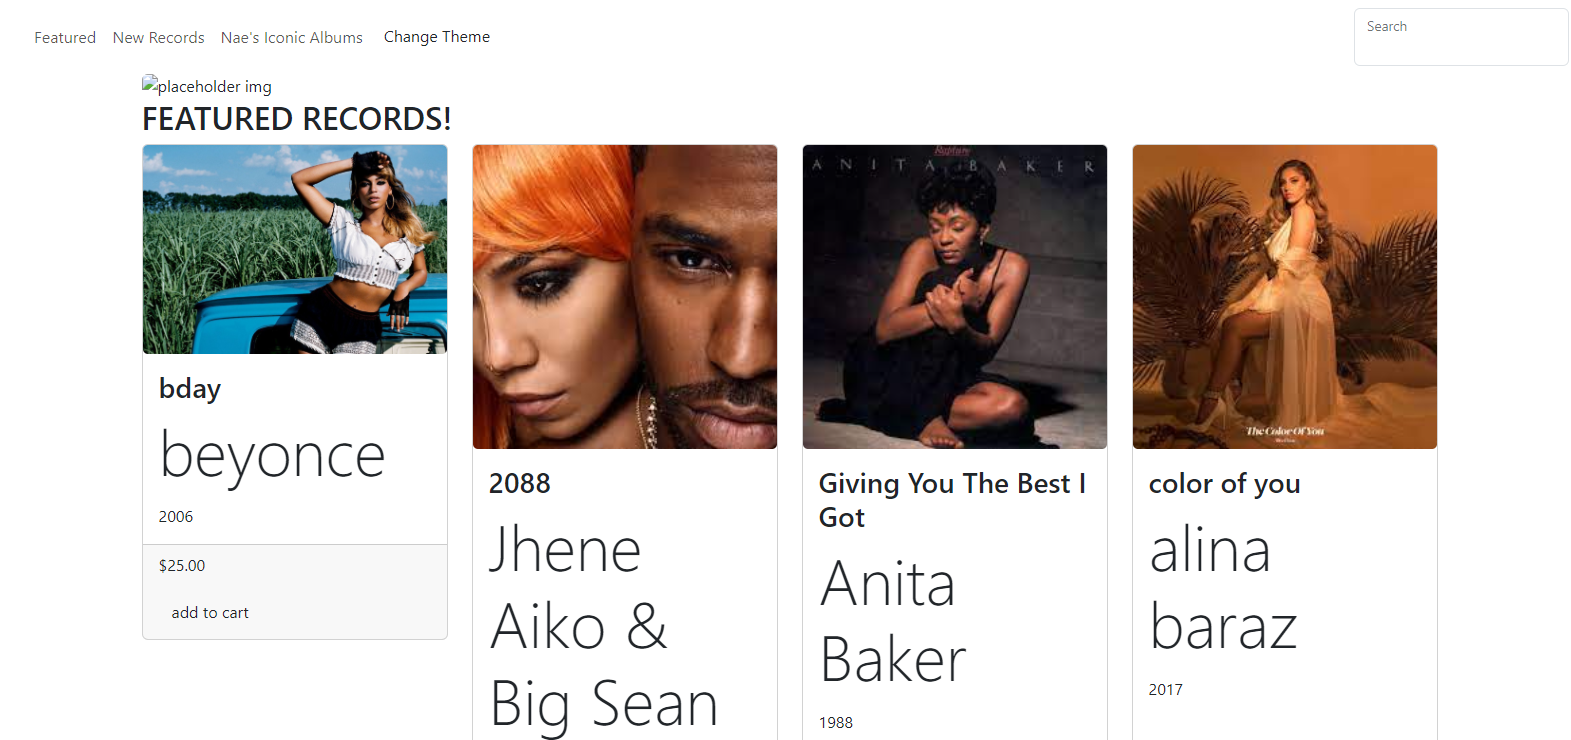 Featured New Records Nae's Iconic Albums Change Theme Search
placeholder img
FEATURED RECORDS!
bday
beyonce
2006
$25.00
add to cart
2088
Jhene
Aiko &
Big Sean
Rapture
ANITA BAKER
Giving You The Best I
Got
Anita
Baker
1988
The Color Of You
color of you
alina
baraz
2017